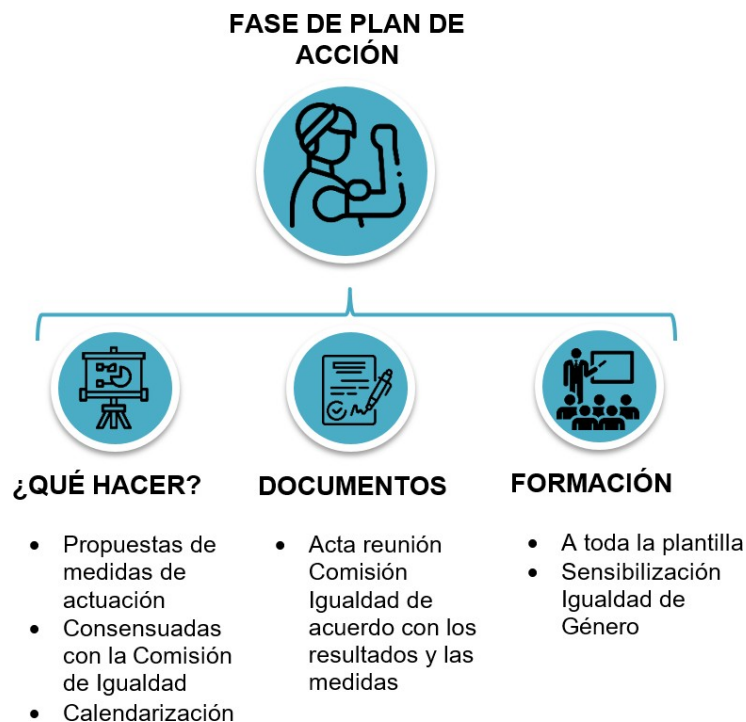 FASE DE PLAN DE
ACCIÓN
¿QUÉ HACER?
• Propuestas de
medidas de
actuación
• Consensuadas
con la Comisión
de Igualdad
• Calendarización
DOCUMENTOS
• Acta reunión
Comisión
Igualdad de
acuerdo con los
resultados y las
medidas
FORMACIÓN
• A toda la plantilla
• Sensibilización
Igualdad de
Género